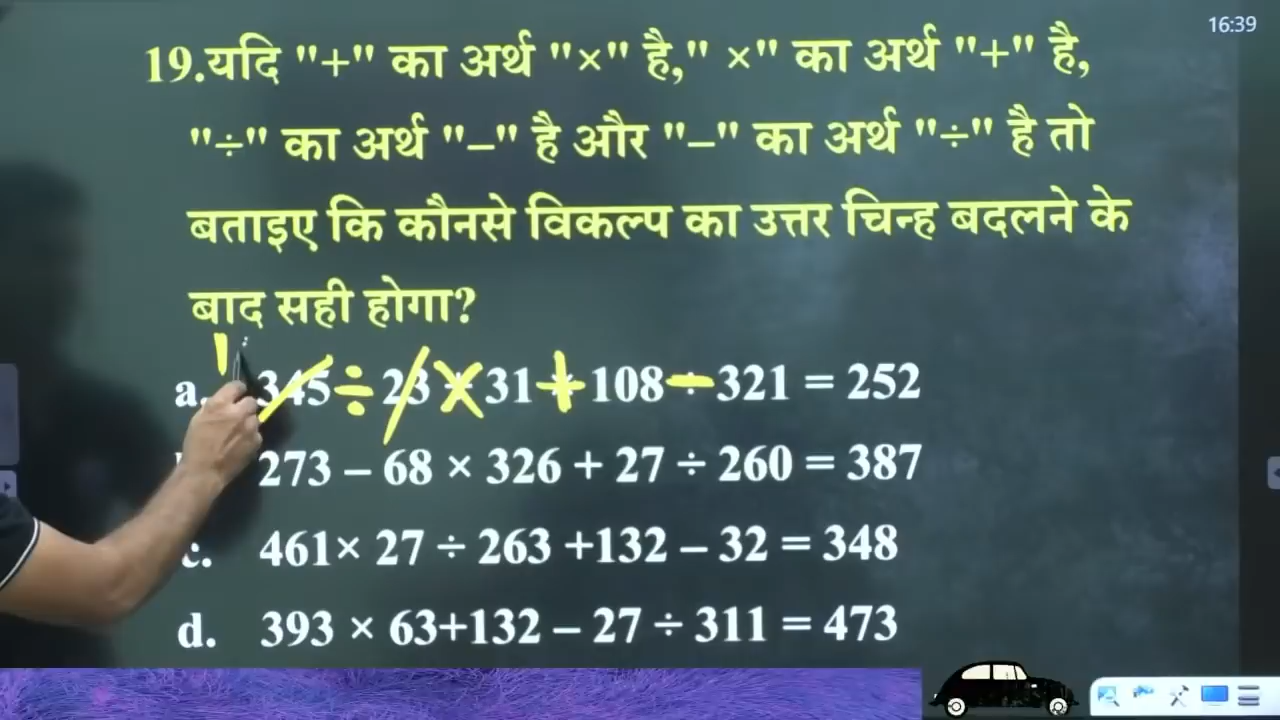 16:39
19.यदि "+" का अर्थ "×" है," ×" का अर्थ "+" है,
"÷" का अर्थ "–" है और "–" का अर्थ "÷" है तो
बताइए कि कौनसे विकल्प का उत्तर चिन्ह बदलने के
बाद सही होगा?
a. 345 ÷ 23 × 31 + 108 – 321 = 252
273 – 68 × 326 + 27 ÷ 260 = 387
c. 461× 27 ÷ 263 +132 – 32 = 348
d. 393 × 63+132 – 27 ÷ 311 = 473